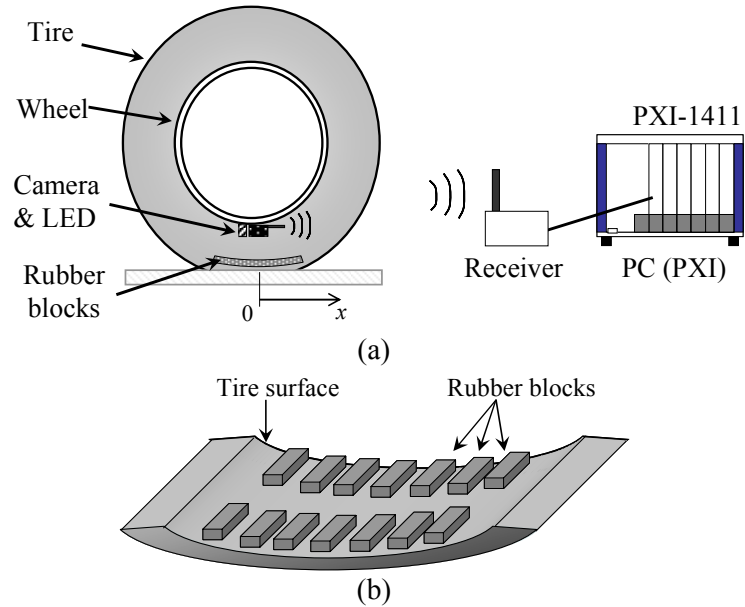 Tire
Wheel
Camera
& LED
Rubber
blocks
0
x
PXI-1411
Receiver
PC (PXI)
(a)
Tire surface
Rubber blocks
(b)